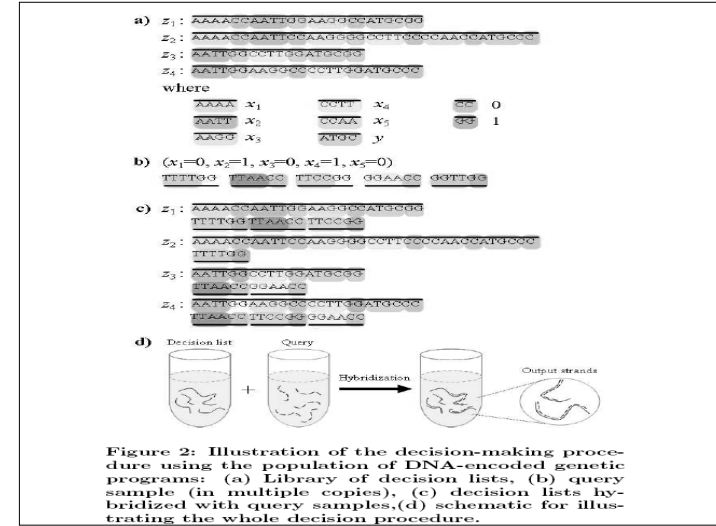 a) z1: AAAACCAATTGGAAGGCCATGCGG
z2: AAAACCAATTCCAAGGGGCCTTCCCCAACCATGCCC
z3: AATTGGCCTTGGATGCGG
z4: AATTGGAAGGCCCCTTGGATGCCC
where
AAAA x1 CCTT x4 CC 0
AATT x2 CCAA x5 GG 1
AAGG x3 ATGC y
b) (x1=0, x2=1, x3=0, x4=1, x5=0)
TTTTGG TTAACC TTCCGG GGAACC GGTTGG
c) z1: AAAACCAATTGGAAGGCCATGCGG
TTTTGGTTAACCTTCCGG
z2: AAAACCAATTCCAAGGGGCCTTCCCCAACCATGCCC
TTTTGG
z3: AATTGGCCTTGGATGCGG
TTAACCGGAACC
z4: AATTGGAAGGCCCCTTGGATGCCC
TTAACCTTCCGGGGAACC
d) Decision list Query
Output strands
+ Hybridization
Figure 2: Illustration of the decision-making proce-
dure using the population of DNA-encoded genetic
programs: (a) Library of decision lists, (b) query
sample (in multiple copies), (c) decision lists hy-
bridized with query samples,(d) schematic for illus-
trating the whole decision procedure.